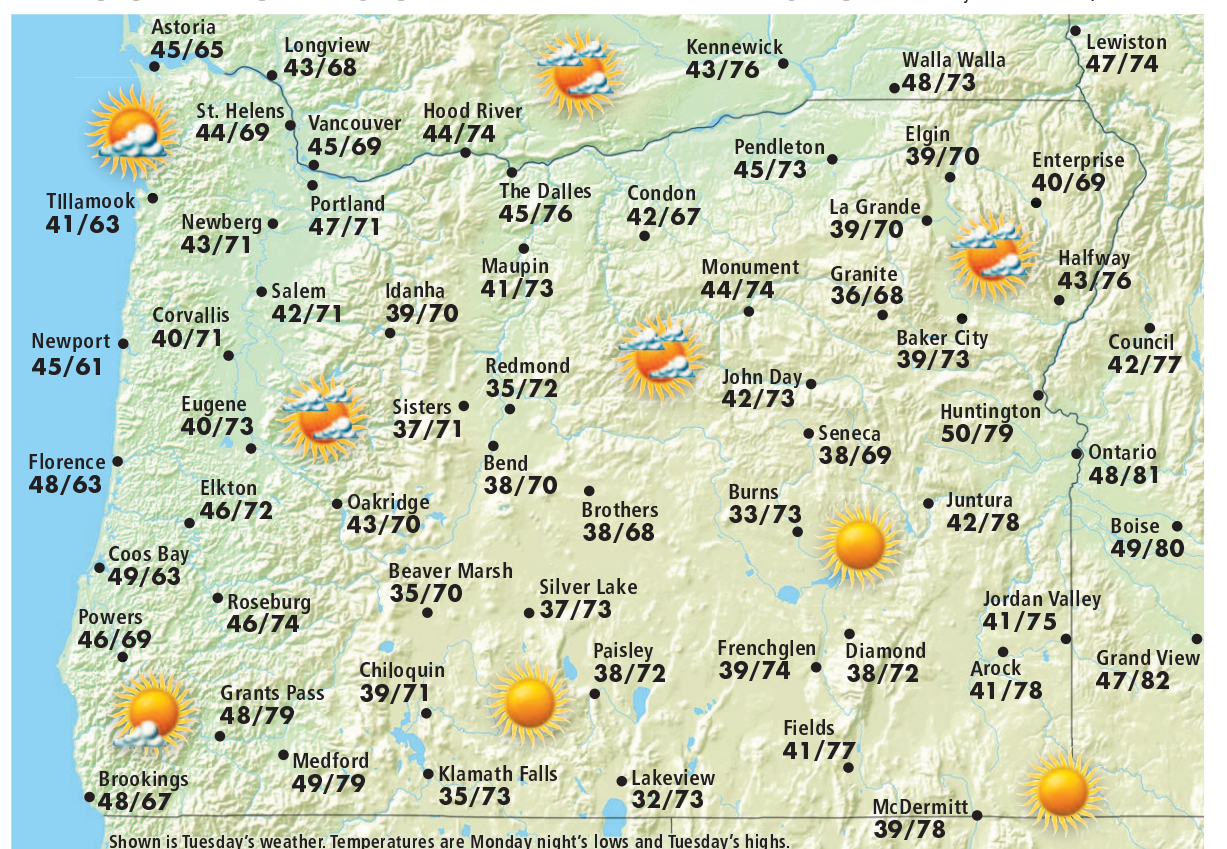 Astoria
45/65
Longview
43/68
Kennewick
43/76
Walla Walla
48/73
Lewiston
47/74
St. Helens
44/69
Vancouver
45/69
Hood River
44/74
Pendleton
45/73
Elgin
39/70
Enterprise
40/69
TIllamook
41/63
Newberg
43/71
Portland
47/71
The Dalles
45/76
Condon
42/67
La Grande
39/70
Maupin
41/73
Monument
44/74
Granite
36/68
Halfway
43/76
Salem
42/71
Idanha
39/70
Corvallis
40/71
Newport
45/61
Baker City
39/73
Council
42/77
Redmond
35/72
John Day
42/73
Eugene
40/73
Sisters
37/71
Huntington
50/79
Seneca
38/69
Ontario
48/81
Florence
48/63
Bend
38/70
Elkton
46/72
Oakridge
43/70
Brothers
38/68
Burns
33/73
Juntura
42/78
Boise
49/80
Coos Bay
49/63
Beaver Marsh
35/70
Silver Lake
37/73
Roseburg
46/74
Jordan Valley
41/75
Powers
46/69
Paisley
38/72
Frenchglen
39/74
Diamond
38/72
Arock
41/78
Grand View
47/82
Chiloquin
39/71
Grants Pass
48/79
Fields
41/77
Medford
49/79
Klamath Falls
35/73
Lakeview
32/73
Brookings
48/67
McDermitt
39/78
Shown is Tuesday's weather. Temperatures are Monday night's lows and Tuesday's highs.